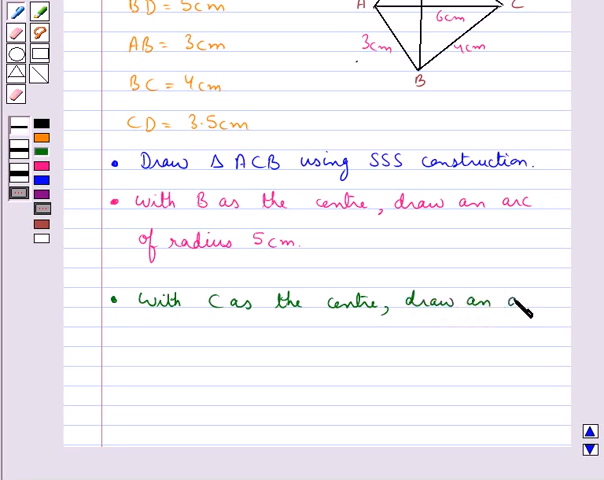 BD = 5cm
A
C
6cm
AB = 3cm
3cm
4cm
BC = 4cm
B
CD = 3.5cm
• Draw Δ ACB using SSS construction.
• With B as the centre, draw an arc
of radius 5cm.
• With C as the centre, draw an a